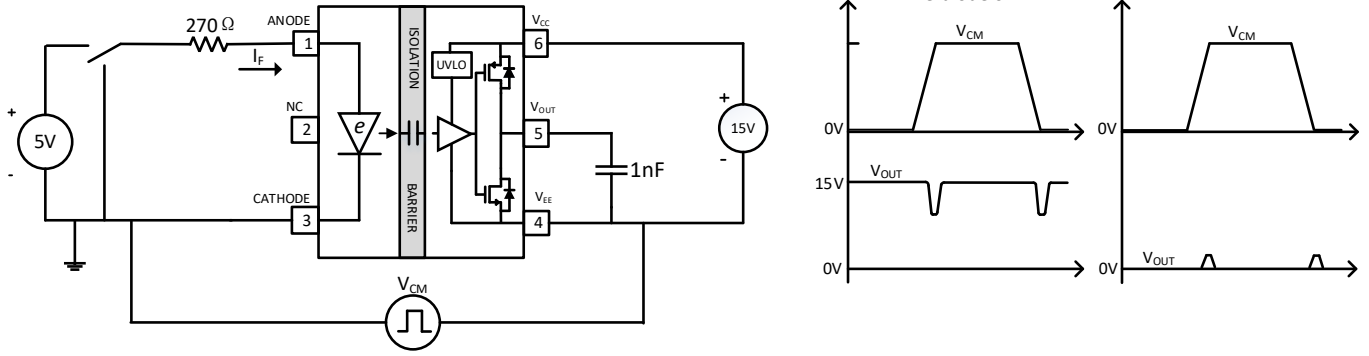 270 Ω
ANODE
1
I_F
ISOLATION
BARRIER
V_CC
6
UVLO
+
5V
-
NC
2
e
V_OUT
5
1nF
+
15V
-
CATHODE
3
V_EE
4
V_CM
V_CM
0V
15V
V_OUT
0V
V_CM
0V
0V
V_OUT